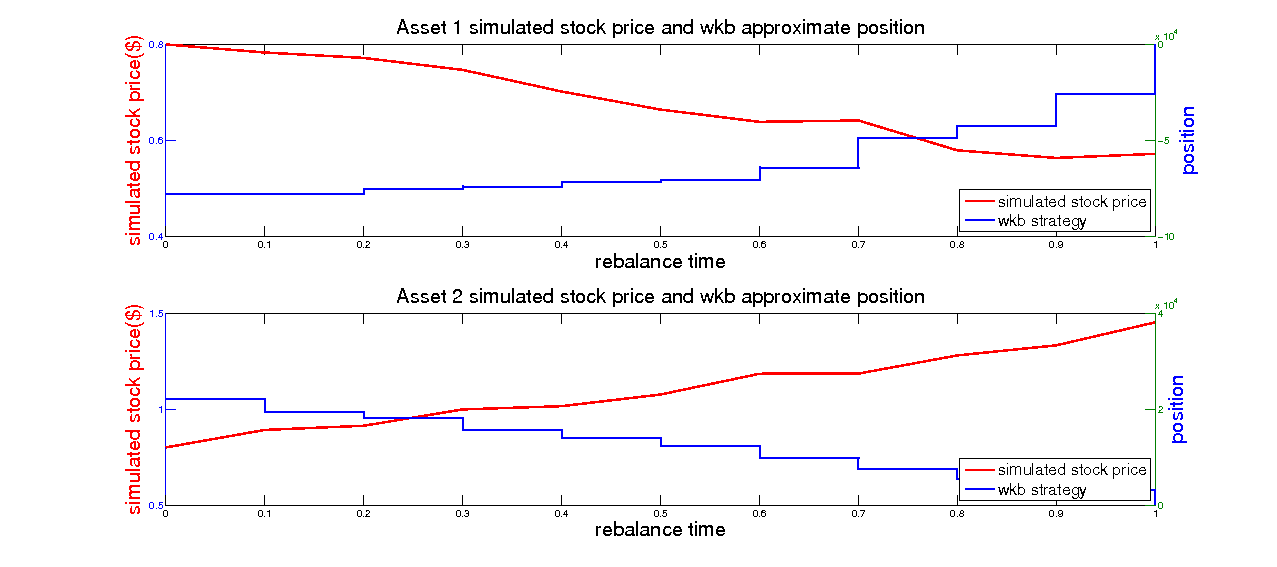 Asset 1 simulated stock price and wkb approximate position
x 10^4
simulated stock price($)
0.8
0.6
0.4
0
-5
-10
position
simulated stock price
wkb strategy
0 0.1 0.2 0.3 0.4 0.5 0.6 0.7 0.8 0.9 1
rebalance time
Asset 2 simulated stock price and wkb approximate position
x 10^4
simulated stock price($)
1.5
1
0.5
4
2
0
position
simulated stock price
wkb strategy
0 0.1 0.2 0.3 0.4 0.5 0.6 0.7 0.8 0.9 1
rebalance time